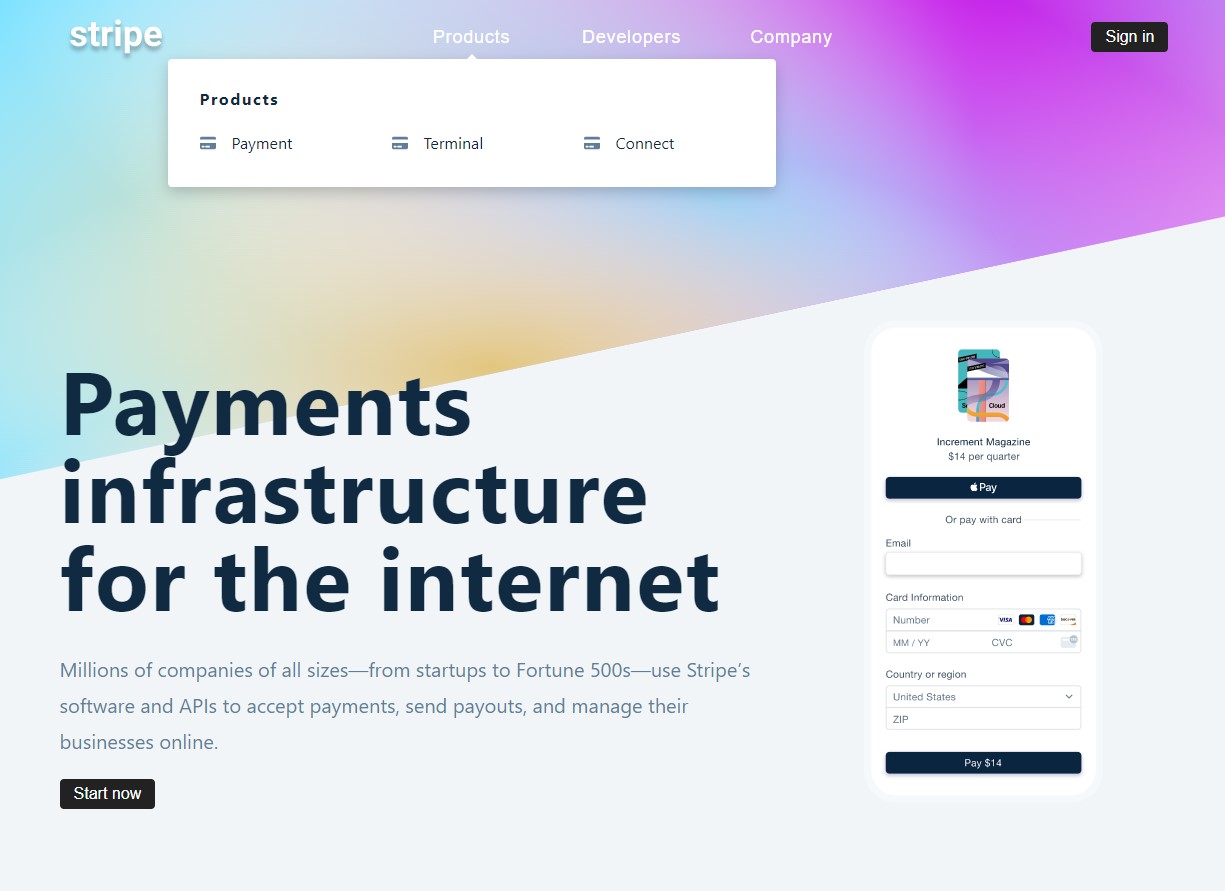 stripe
Products
Developers
Company
Sign in
Products
Payment
Terminal
Connect
Payments
infrastructure
for the internet
Millions of companies of all sizes—from startups to Fortune 500s—use Stripe’s
software and APIs to accept payments, send payouts, and manage their
businesses online.
Start now
Cloud
Increment Magazine
$14 per quarter
Pay
Or pay with card
Email
Card Information
Number
VISA
MM / YY
CVC
Country or region
United States
ZIP
Pay $14